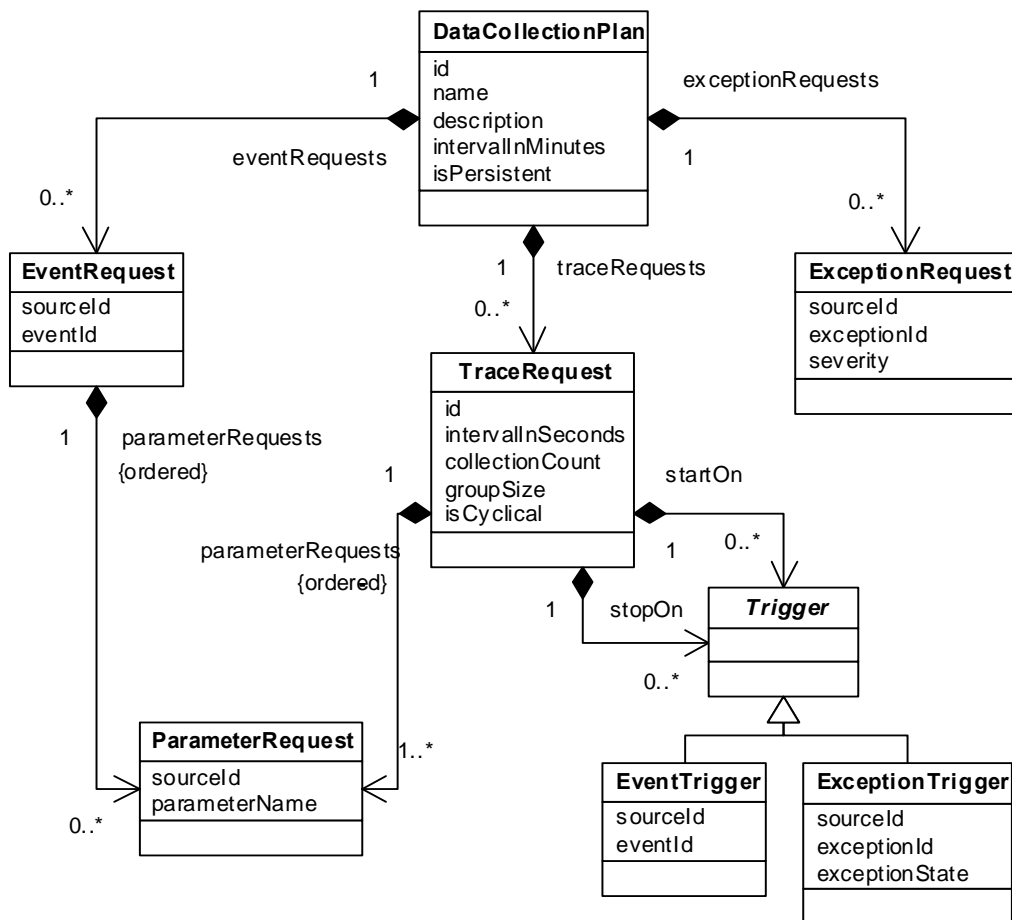 DataCollectionPlan
id
name
description
intervalInMinutes
isPersistent
1
eventRequests
0..*
exceptionRequests
1
0..*
1
traceRequests
0..*
EventRequest
sourceId
eventId
ExceptionRequest
sourceId
exceptionId
severity
TraceRequest
id
intervalInSeconds
collectionCount
groupSize
isCyclical
1
parameterRequests
{ordered}
0..*
1
parameterRequests
{ordered}
1..*
startOn
1
0..*
1
stopOn
0..*
Trigger
ParameterRequest
sourceId
parameterName
EventTrigger
sourceId
eventId
ExceptionTrigger
sourceId
exceptionId
exceptionState